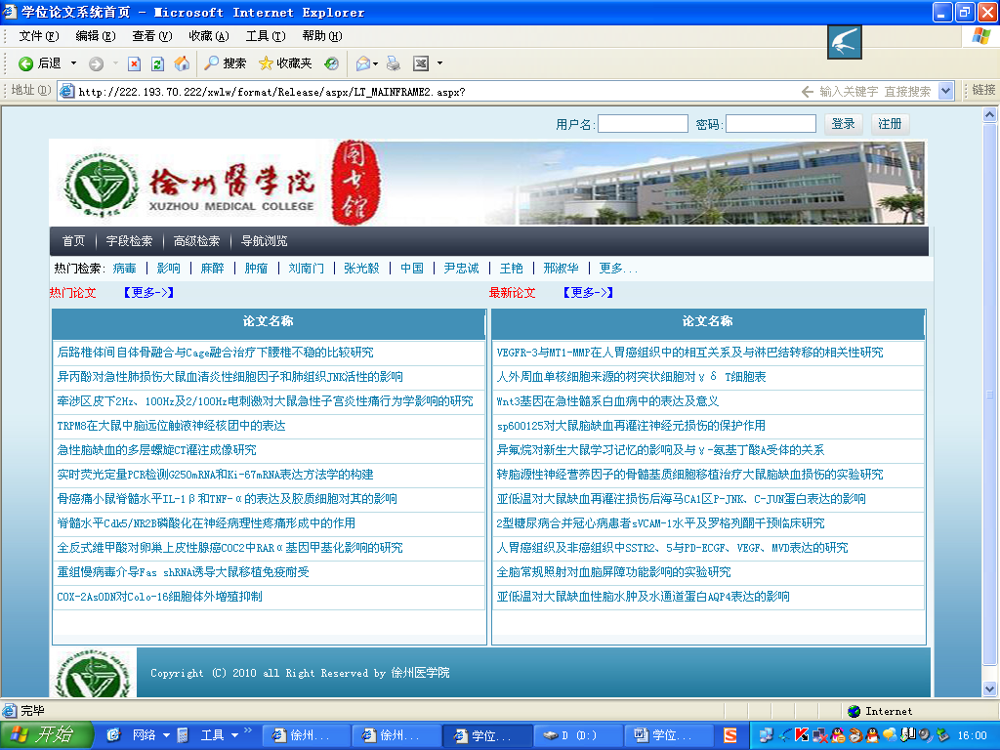 学位论文系统首页 - Microsoft Internet Explorer
文件(F) 编辑(E) 查看(V) 收藏(A) 工具(T) 帮助(H)
后退 搜索 收藏夹
地址(D) http://222.193.70.222/xwlw/format/Release/aspx/LT_MAINFRAME2.aspx? 输入关键字 直接搜索 链接
用户名: 密码: 登录 注册
徐州医学院 图书馆
XUZHOU MEDICAL COLLEGE
首页 字段检索 高级检索 导航浏览
热门检索: 病毒 | 影响 | 麻醉 | 肿瘤 | 刘南门 | 张光毅 | 中国 | 尹忠诚 | 王艳 | 邢淑华 | 更多...
热门论文 【更多->】 最新论文 【更多->】
论文名称 论文名称
后路椎体间自体骨融合与Cage融合治疗下腰椎不稳的比较研究
异丙酚对急性肺损伤大鼠血清炎性细胞因子和肺组织JNK活性的影响
牵涉区皮下2Hz、100Hz及2/100Hz电刺激对大鼠急性子宫炎性痛行为学影响的研究
TRPM8在大鼠中脑远位触液神经核团中的表达
急性脑缺血的多层螺旋CT灌注成像研究
实时荧光定量PCR检测G250mRNA和Ki-67mRNA表达方法学的构建
骨癌痛小鼠脊髓水平IL-1β和TNF-α的表达及胶质细胞对其的影响
脊髓水平Cdk5/NR2B磷酸化在神经病理性疼痛形成中的作用
全反式维甲酸对卵巢上皮性腺癌COC2中RARα基因甲基化影响的研究
重组慢病毒介导Fas shRNA诱导大鼠移植免疫耐受
COX-2AsODN对Colo-16细胞体外增殖抑制
VEGFR-3与MT1-MMP在人胃癌组织中的相互关系及与淋巴结转移的相关性研究
人外周血单核细胞来源的树突状细胞对γδ T细胞表
Wnt3基因在急性髓系白血病中的表达及意义
sp600125对大鼠脑缺血再灌注神经元损伤的保护作用
异氟烷对新生大鼠学习记忆的影响及与γ-氨基丁酸A受体的关系
转脑源性神经营养因子的骨髓基质细胞移植治疗大鼠脑缺血损伤的实验研究
亚低温对大鼠缺血再灌注损伤后海马CA1区P-JNK、C-JUN蛋白表达的影响
2型糖尿病合并冠心病患者sVCAM-1水平及罗格列酮干预临床研究
人胃癌组织及非癌组织中SSTR2、5与PD-ECGF、VEGF、MVD表达的研究
全脑常规照射对血脑屏障功能影响的实验研究
亚低温对大鼠缺血性脑水肿及水通道蛋白AQP4表达的影响
Copyright (C) 2010 all Right Reserved by 徐州医学院
完毕 Internet
开始 网络 工具 徐州... 徐州... 学位... D (D:) 学位... 16:00